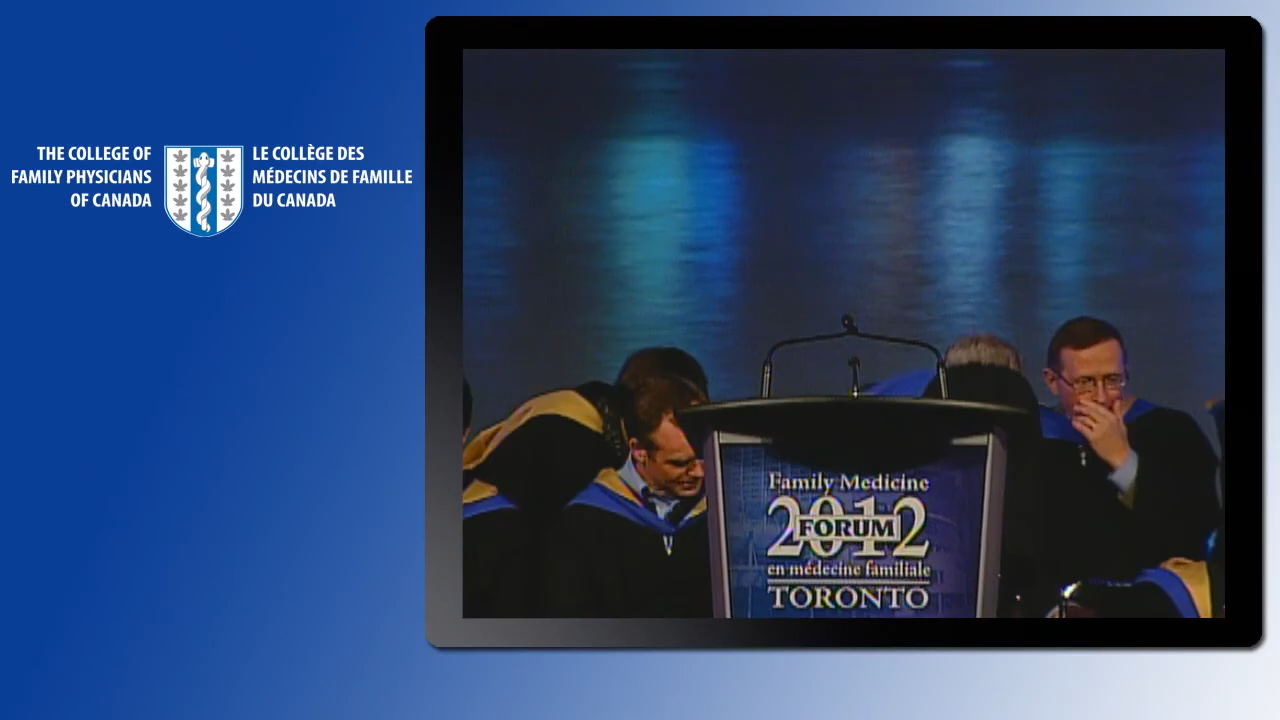 THE COLLEGE OF
FAMILY PHYSICIANS
OF CANADA
LE COLLÈGE DES
MÉDECINS DE FAMILLE
DU CANADA
Family Medicine
2012
FORUM
en médecine familiale
TORONTO